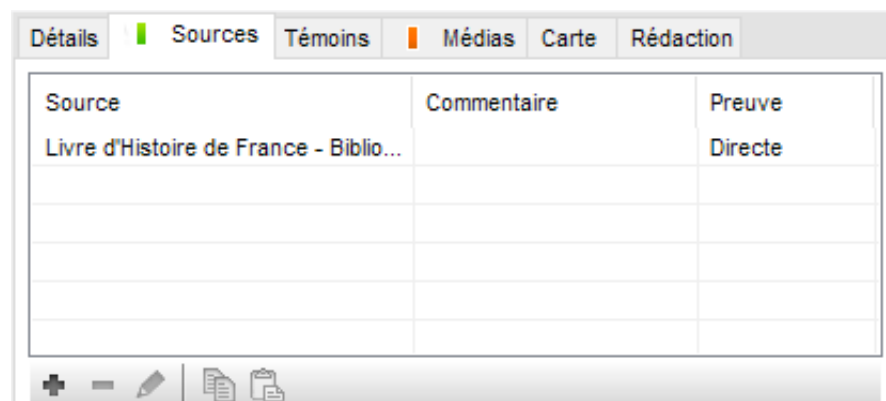 Détails Sources Témoins Médias Carte Rédaction
Source Commentaire Preuve
Livre d'Histoire de France - Biblio... Directe